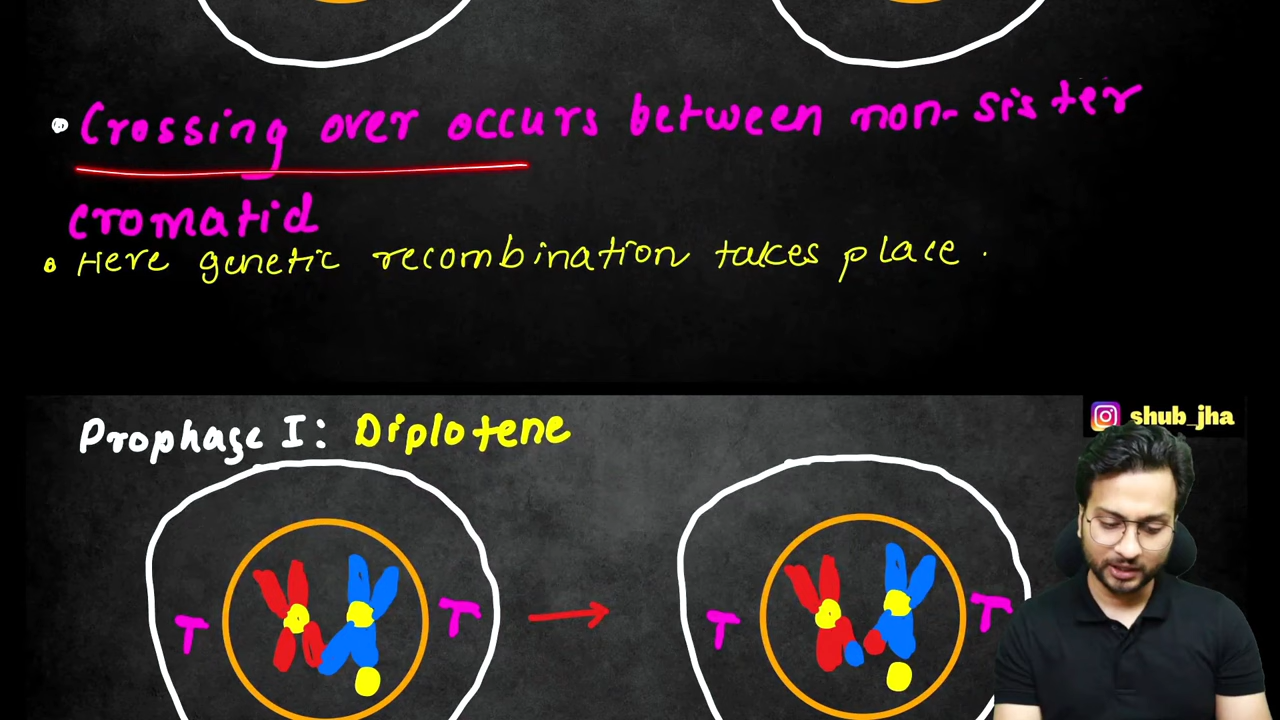 • Crossing over occurs between non-sister
cromatid
• Here genetic recombination takes place.
shub_jha
Prophase I: Diplotene
T T T T